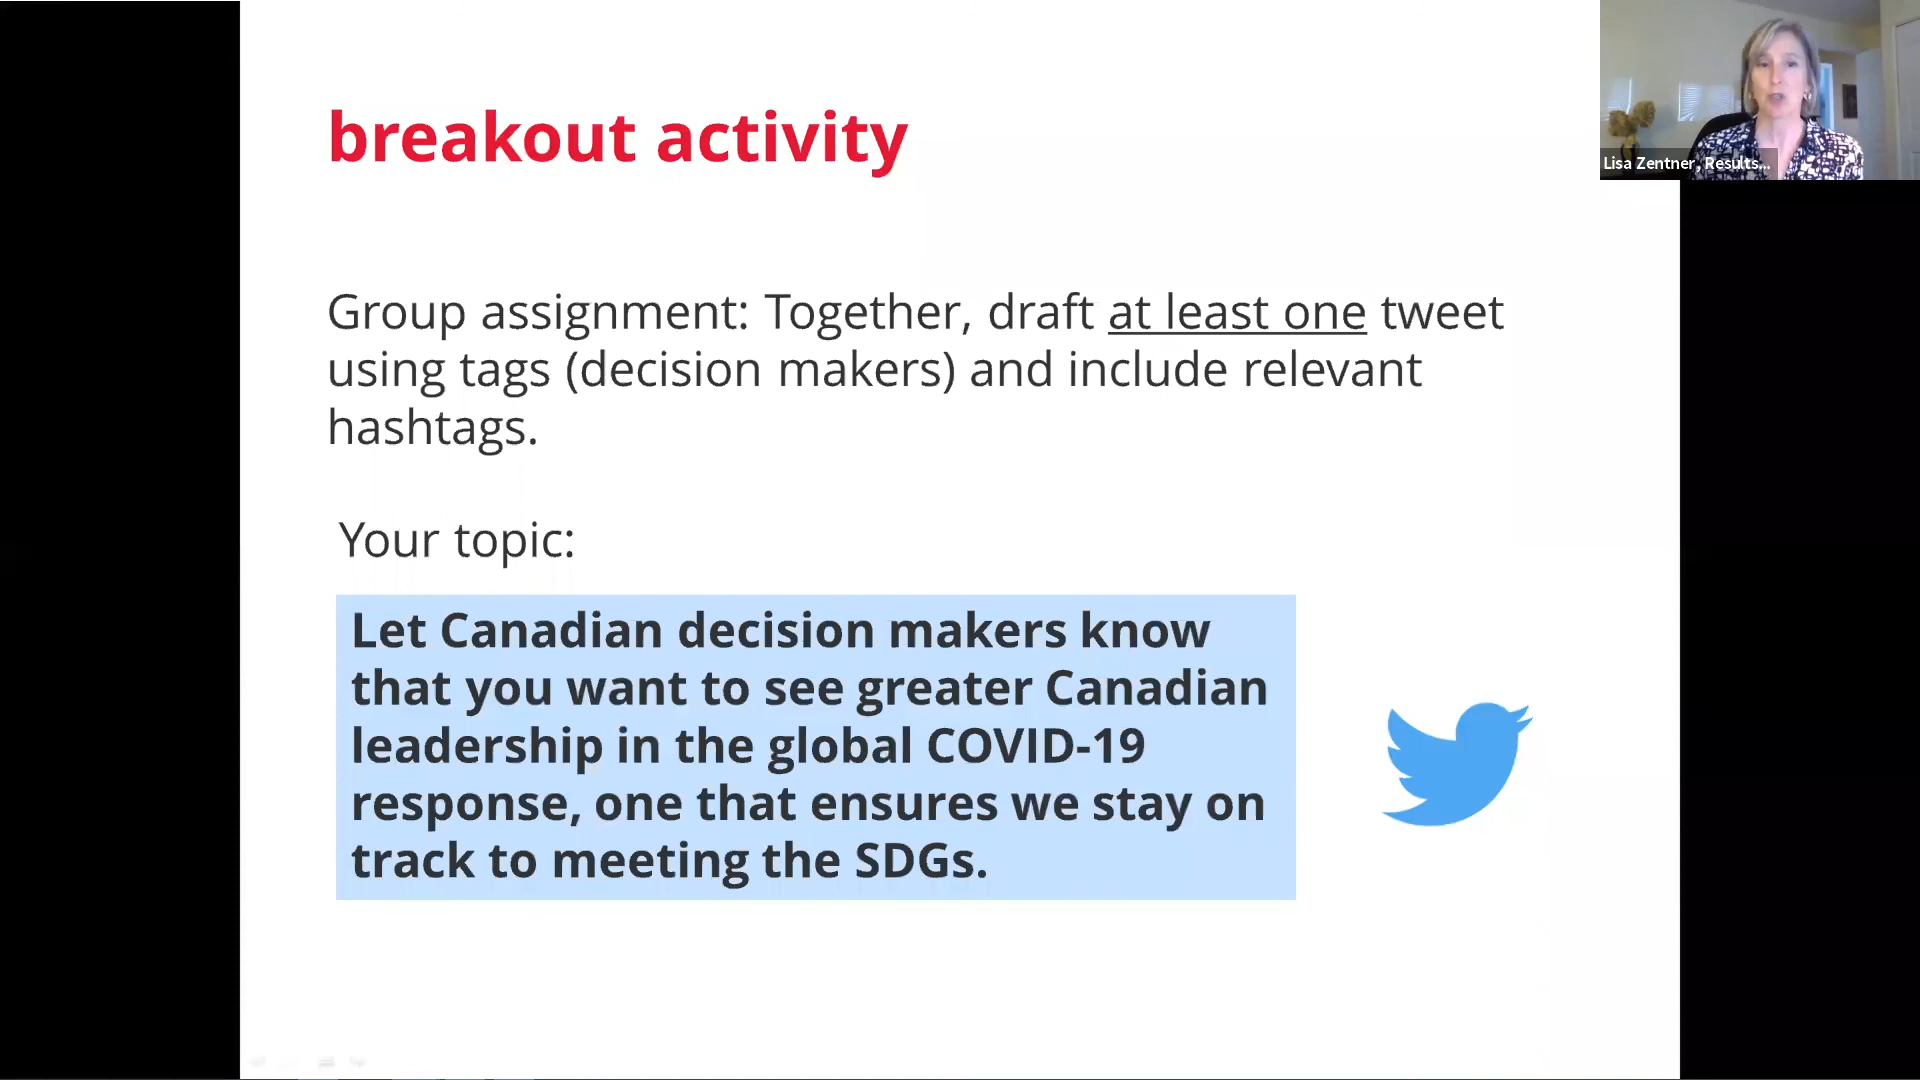 breakout activity
Lisa Zentner, Results...
Group assignment: Together, draft at least one tweet
using tags (decision makers) and include relevant
hashtags.
Your topic:
Let Canadian decision makers know
that you want to see greater Canadian
leadership in the global COVID-19
response, one that ensures we stay on
track to meeting the SDGs.